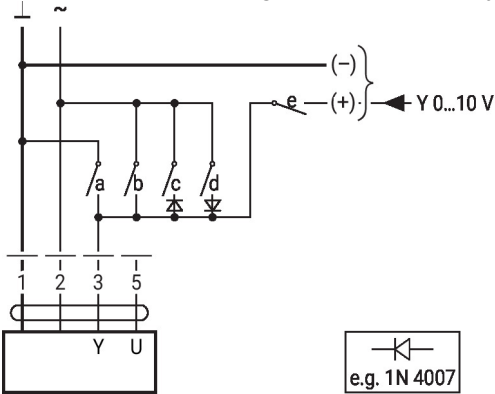 ⊥ ~
(−)
e (+) Y 0...10 V
a b c d
1 2 3 5
Y U
e.g. 1N 4007